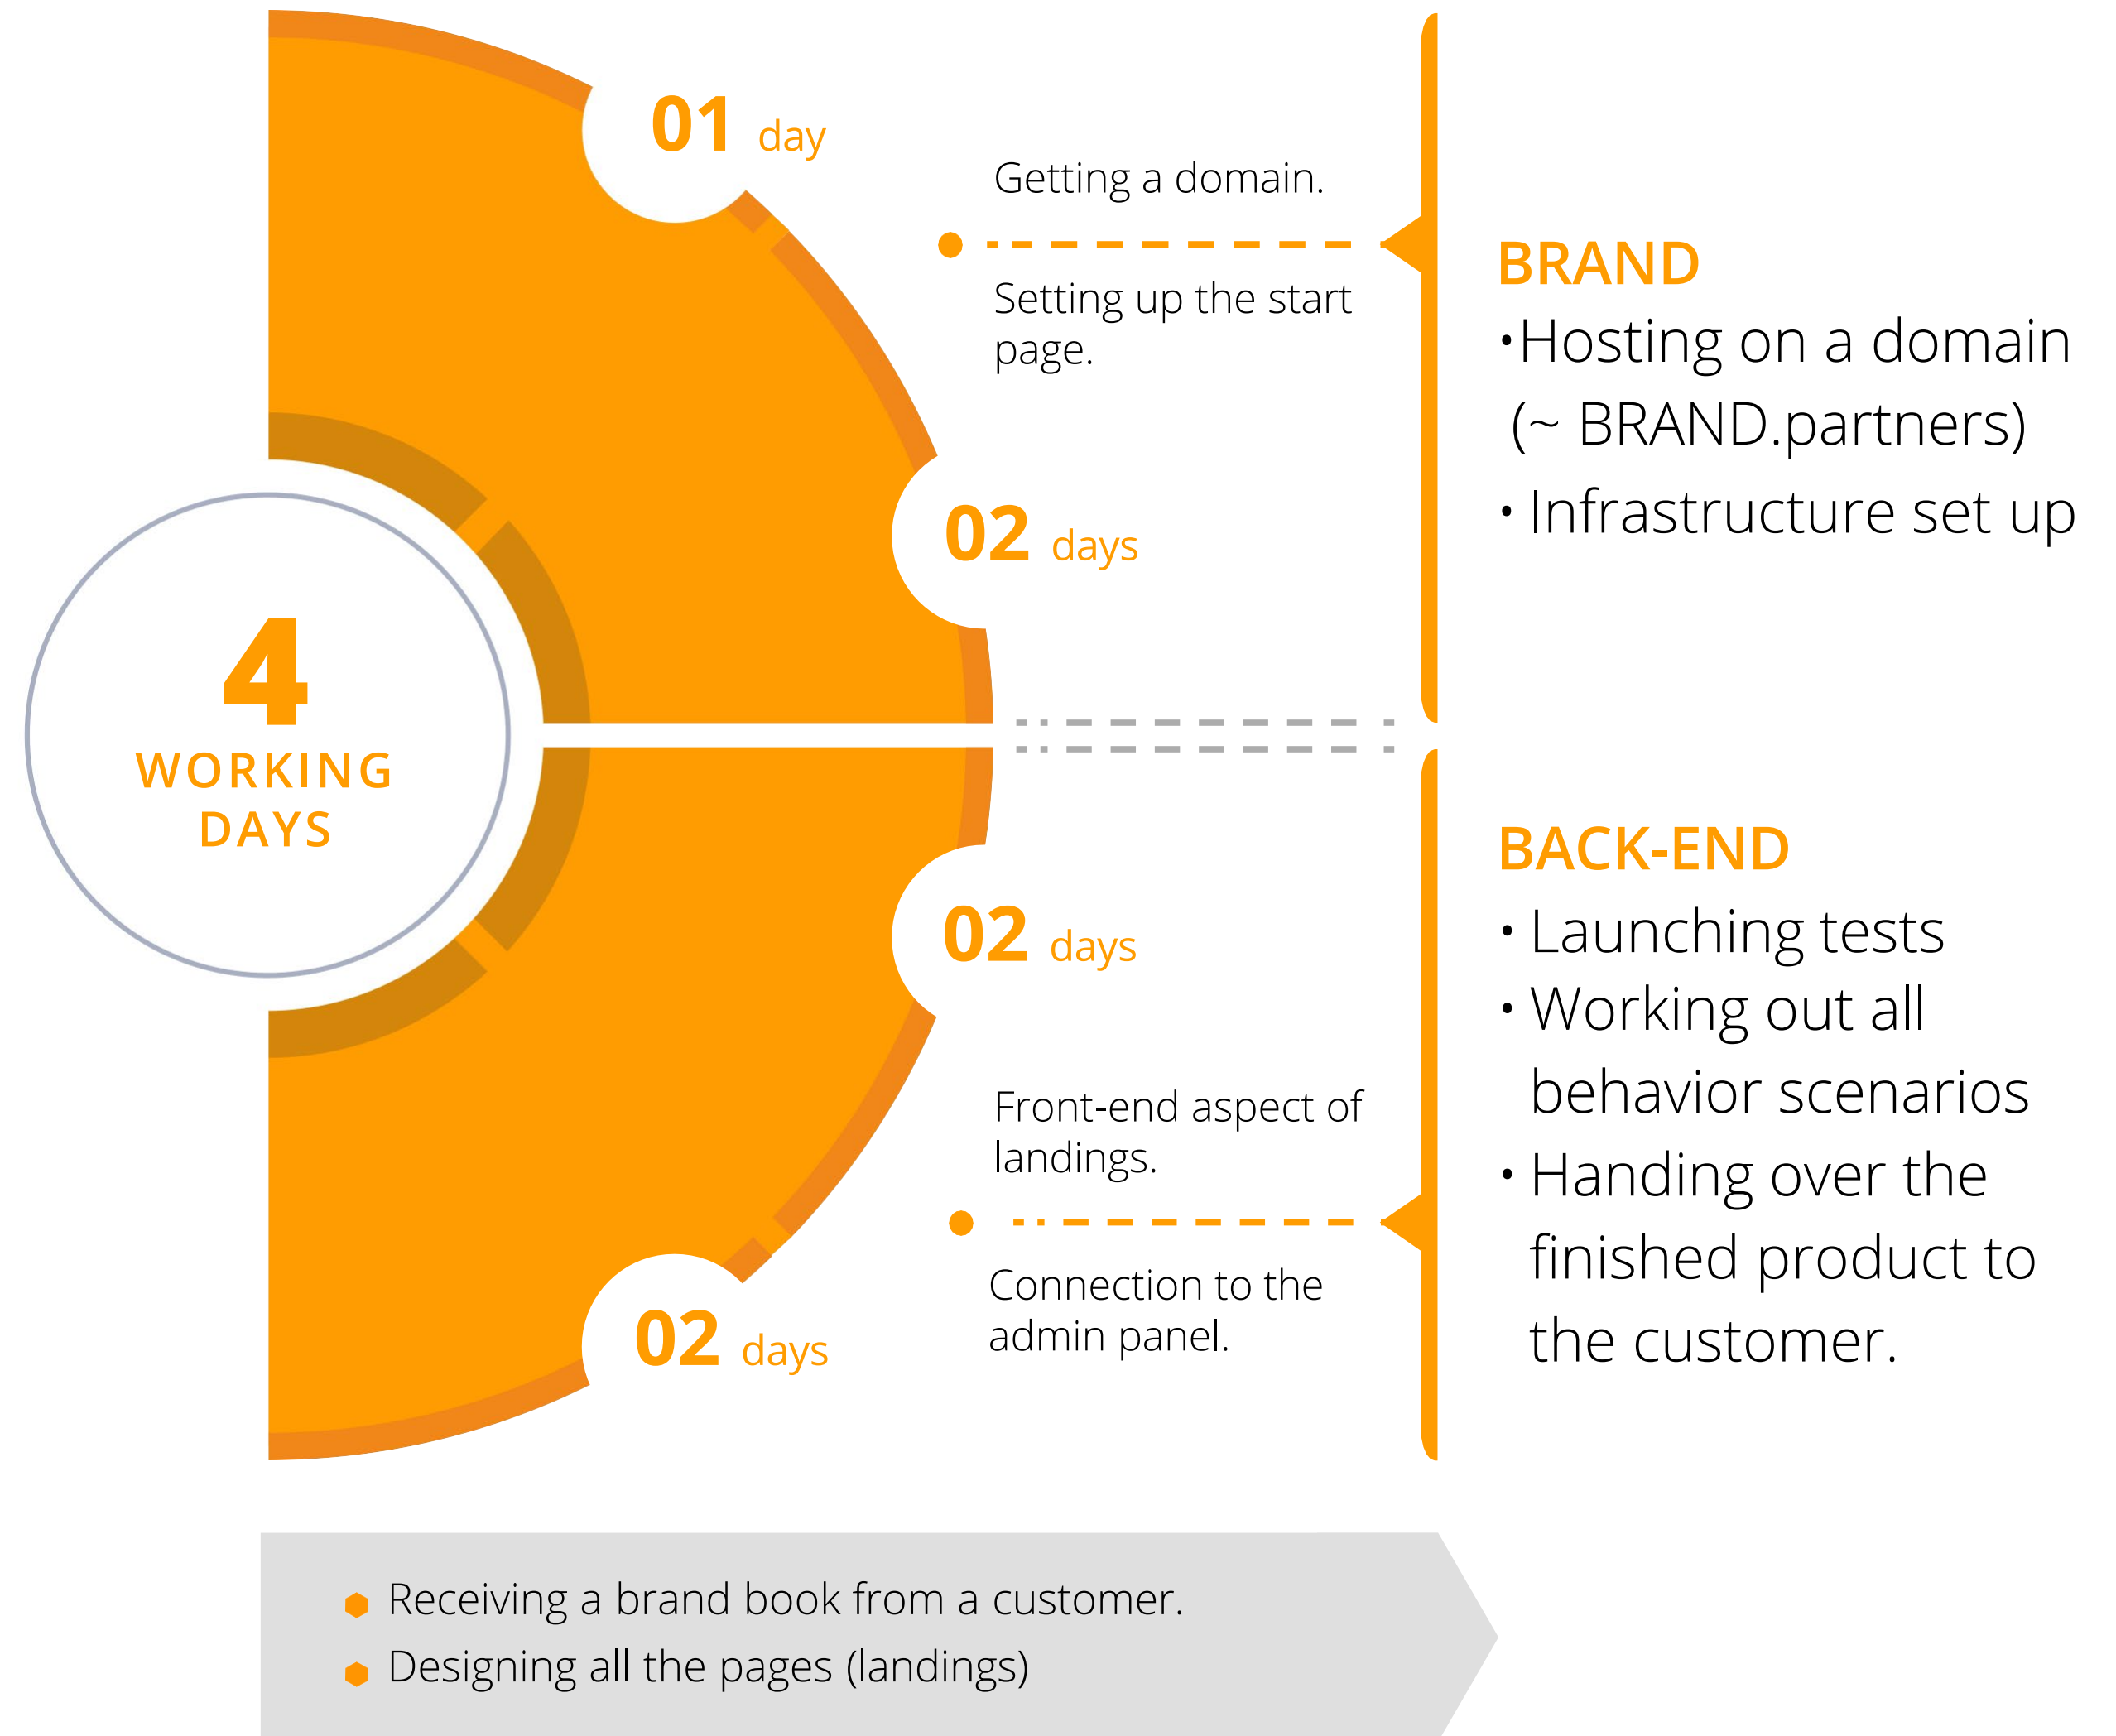 01 day
Getting a domain.
Setting up the start
page.
02 days
BRAND
•Hosting on a domain
(~ BRAND.partners)
• Infrastructure set up
4
WORKING
DAYS
02 days
Front-end aspect of
landings.
Connection to the
admin panel.
02 days
BACK-END
• Launching tests
• Working out all
behavior scenarios
• Handing over the
finished product to
the customer.
Receiving a brand book from a customer.
Designing all the pages (landings)